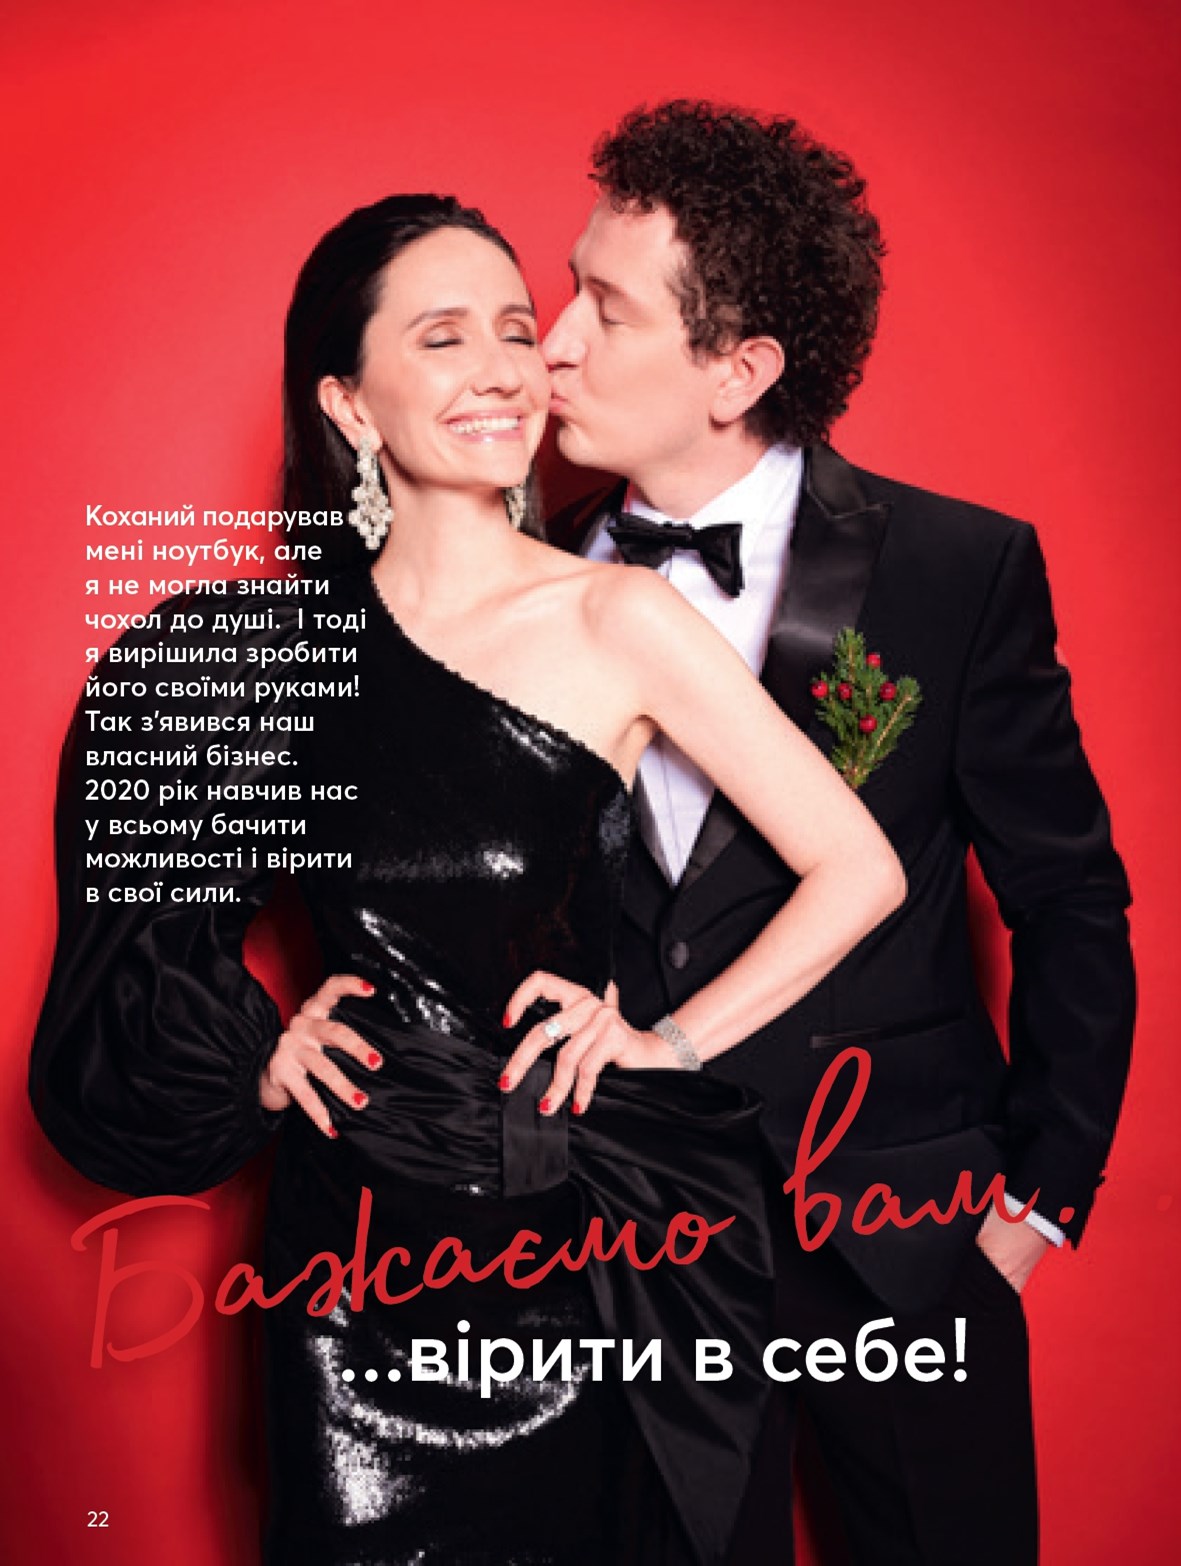 Коханий подарував
мені ноутбук, але
я не могла знайти
чохол до душі. І тоді
я вирішила зробити
його своїми руками!
Так з’явився наш
власний бізнес.
2020 рік навчив нас
у всьому бачити
можливості і вірити
в свої сили.
Бажаємо вам..
...вірити в себе!
22